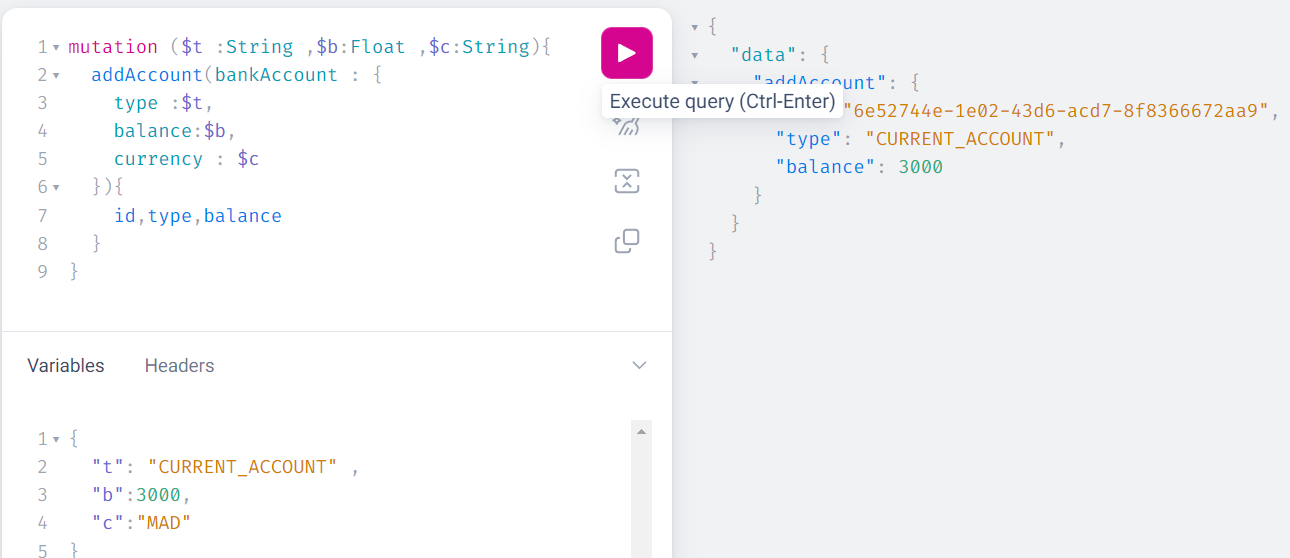 1 mutation ($t :String ,$b:Float ,$c:String){
2 addAccount(bankAccount : {
3 type :$t,
4 balance:$b,
5 currency : $c
6 }){
7 id,type,balance
8 }
9 }
Execute query (Ctrl-Enter)
Variables Headers
1 {
2 "t": "CURRENT_ACCOUNT" ,
3 "b":3000,
4 "c":"MAD"
5 }
{
"data": {
"addAccount": {
"6e52744e-1e02-43d6-acd7-8f8366672aa9",
"type": "CURRENT_ACCOUNT",
"balance": 3000
}
}
}